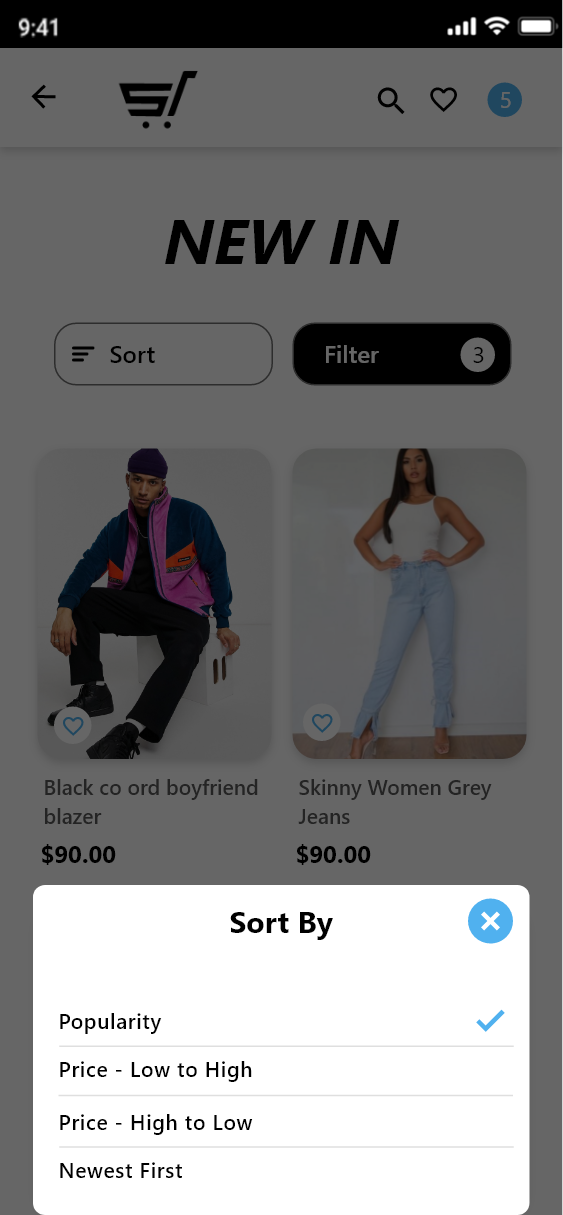 9:41
5
NEW IN
Sort
Filter
3
Black co ord boyfriend
blazer
$90.00
Skinny Women Grey
Jeans
$90.00
Sort By
Popularity
Price - Low to High
Price - High to Low
Newest First